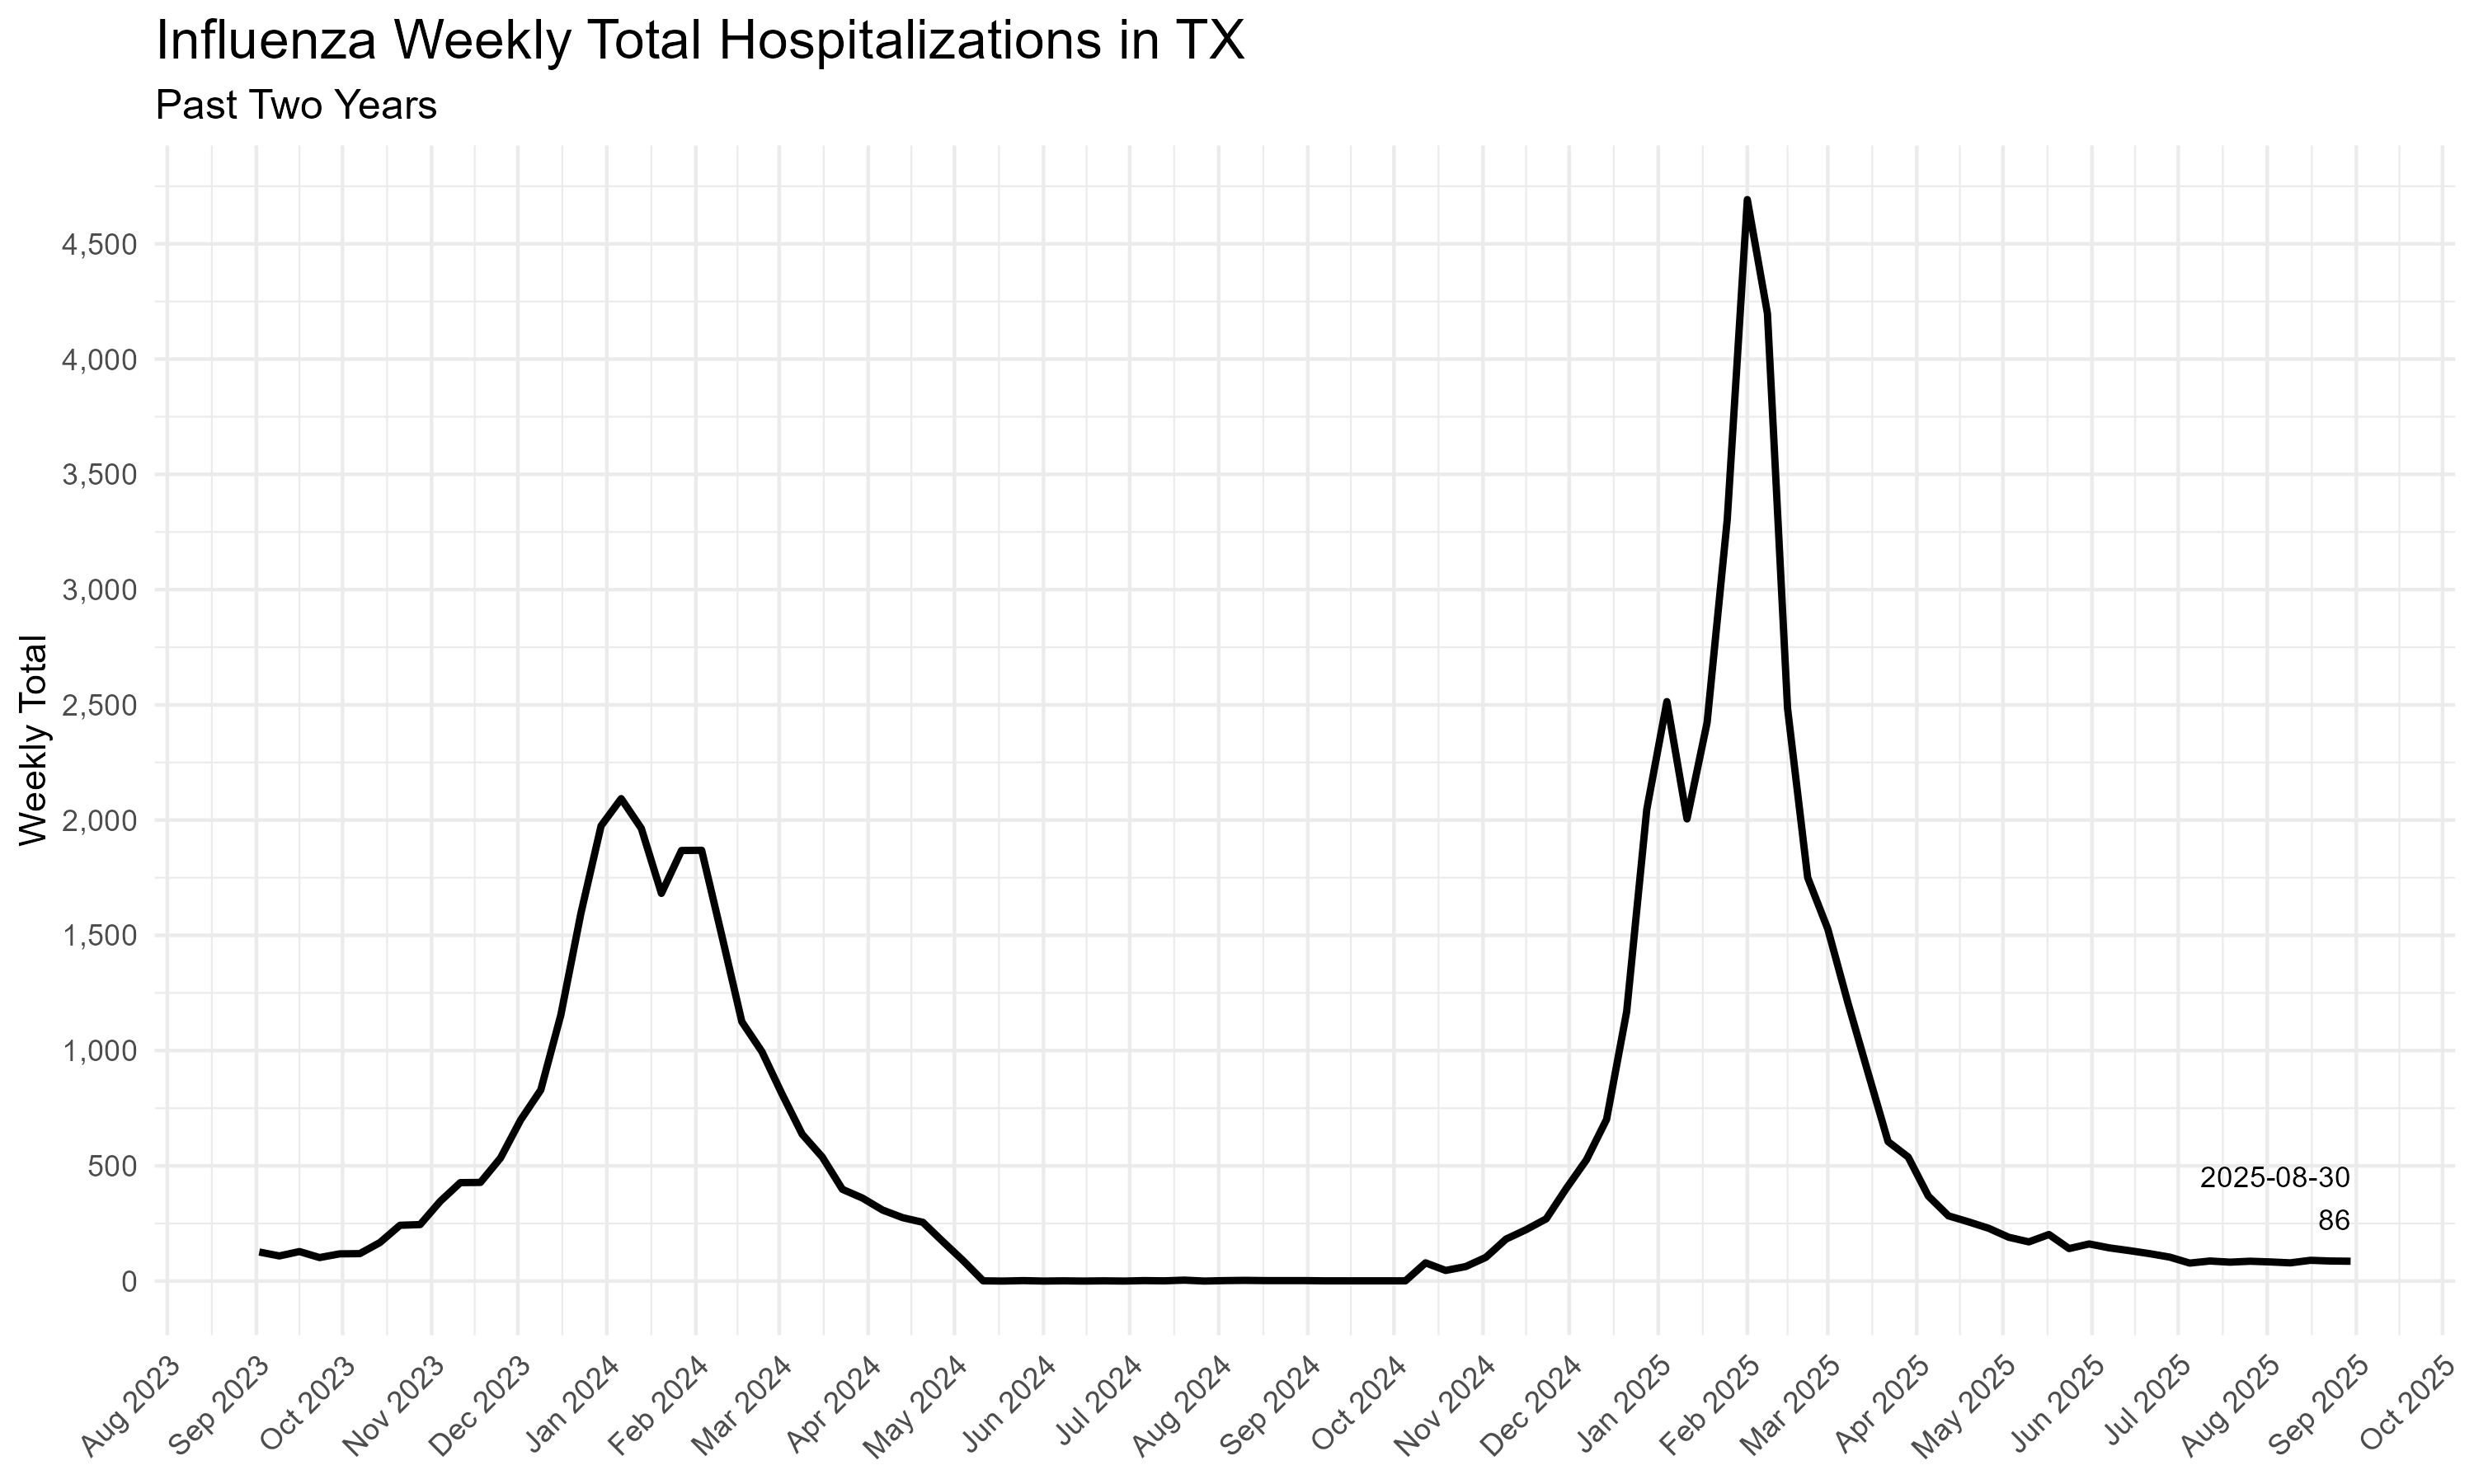 Influenza Weekly Total Hospitalizations in TX
Past Two Years
Weekly Total
4,500
4,000
3,500
3,000
2,500
2,000
1,500
1,000
500
0
2025-08-30
86
Aug 2023
Sep 2023
Oct 2023
Nov 2023
Dec 2023
Jan 2024
Feb 2024
Mar 2024
Apr 2024
May 2024
Jun 2024
Jul 2024
Aug 2024
Sep 2024
Oct 2024
Nov 2024
Dec 2024
Jan 2025
Feb 2025
Mar 2025
Apr 2025
May 2025
Jun 2025
Jul 2025
Aug 2025
Sep 2025
Oct 2025